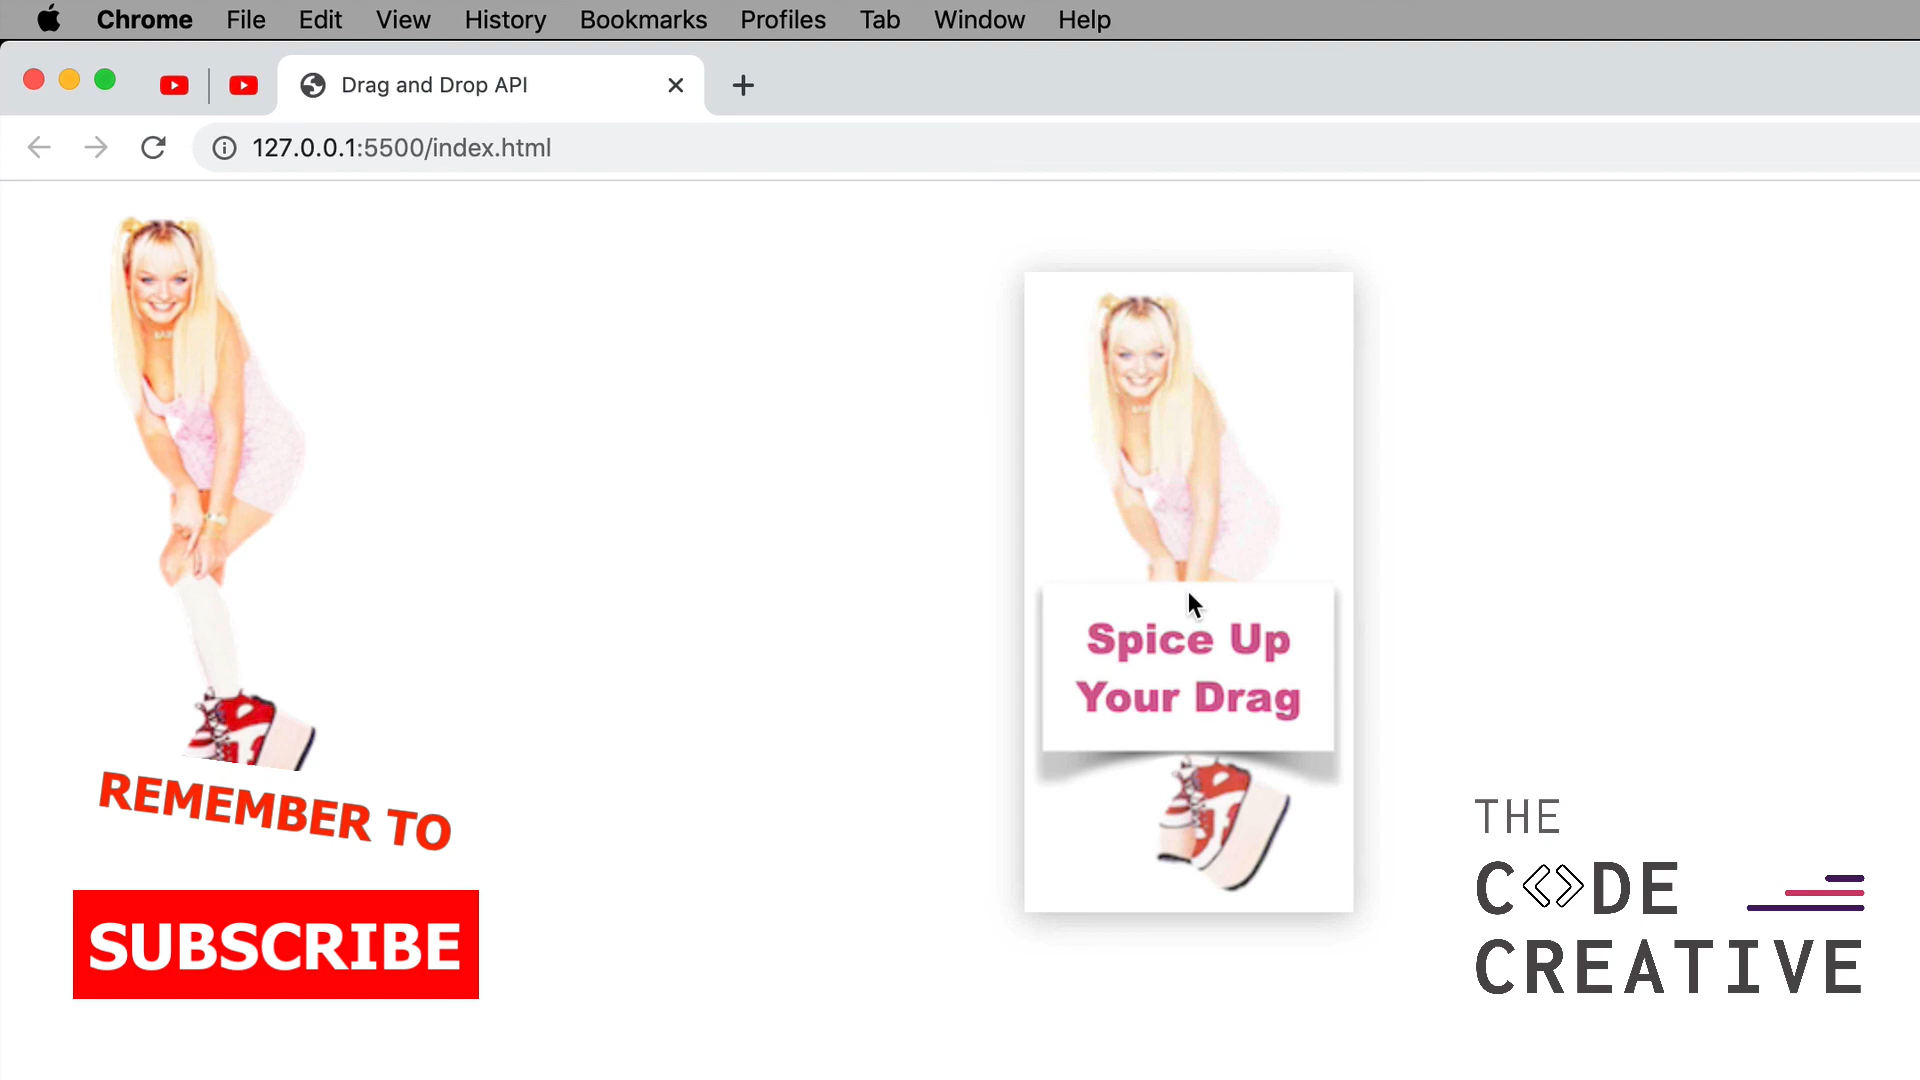 Chrome File Edit View History Bookmarks Profiles Tab Window Help
Drag and Drop API
127.0.0.1:5500/index.html
Spice Up
Your Drag
REMEMBER TO
SUBSCRIBE
THE
C<>DE
CREATIVE